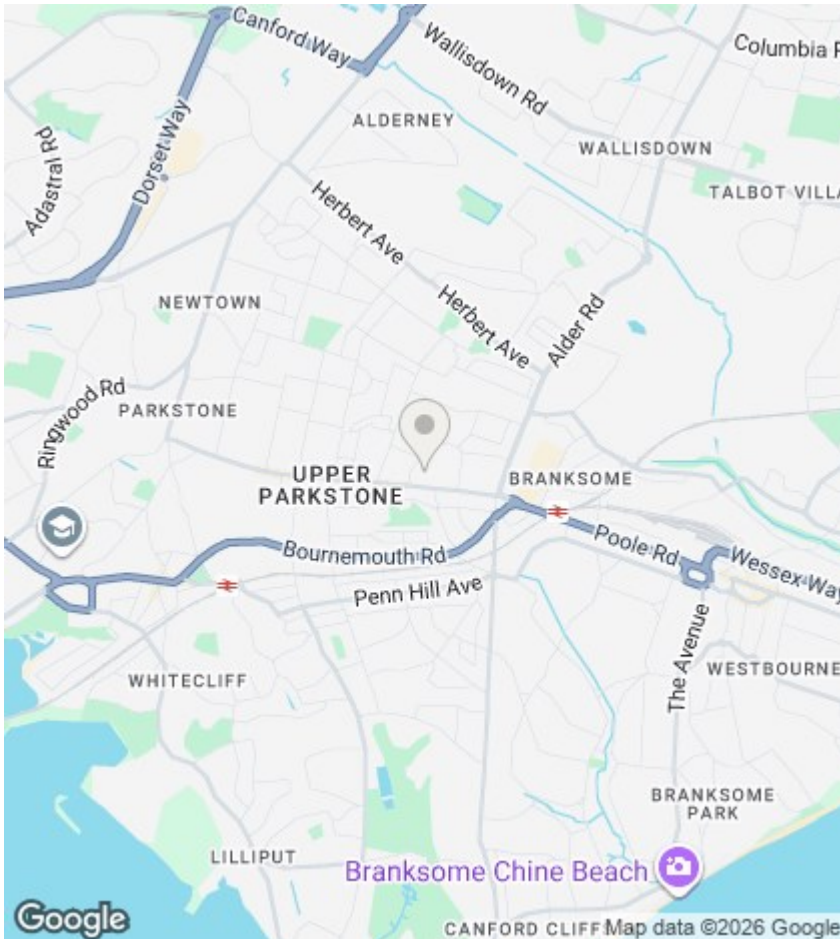 Canford Way
Wallisdown Rd
Columbia R
ALDERNEY
WALLISDOWN
Dorset Way
Adastral Rd
TALBOT VILLA
Herbert Ave
Herbert Ave
NEWTOWN
Alder Rd
Ringwood Rd
PARKSTONE
UPPER
PARKSTONE
BRANKSOME
Bournemouth Rd
Poole Rd
Wessex Way
Penn Hill Ave
The Avenue
WESTBOURNE
WHITECLIFF
BRANKSOME
PARK
LILLIPUT
Branksome Chine Beach
Google
CANFORD CLIFFS
Map data ©2026 Google